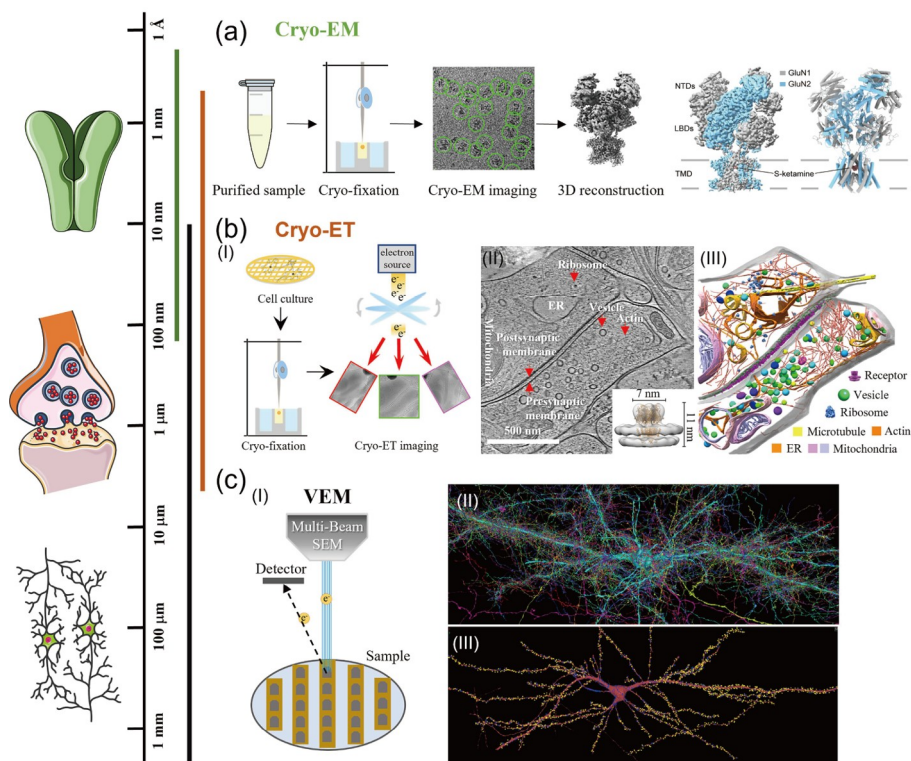 1 Å
1 nm
10 nm
100 nm
1 μm
10 μm
100 μm
1 mm
(a) Cryo-EM
Purified sample
Cryo-fixation
Cryo-EM imaging
3D reconstruction
NTDs
LBDs
TMD
GluN1
GluN2
S-ketamine
(b) Cryo-ET
(I)
Cell culture
Cryo-fixation
electron
source
e-
e-
e-
e-
e-
e-
Cryo-ET imaging
(II)
Ribosome
ER
Vesicle
Actin
Mitochondrin
Postsynaptic
membrane
Presynaptic
membrane
500 nm
7 nm
11 nm
(III)
Receptor
Vesicle
Ribosome
Microtubule
Actin
ER
Mitochondria
(c)
(I)
VEM
Multi-Beam
SEM
Detector
e-
e-
Sample
(II)
(III)